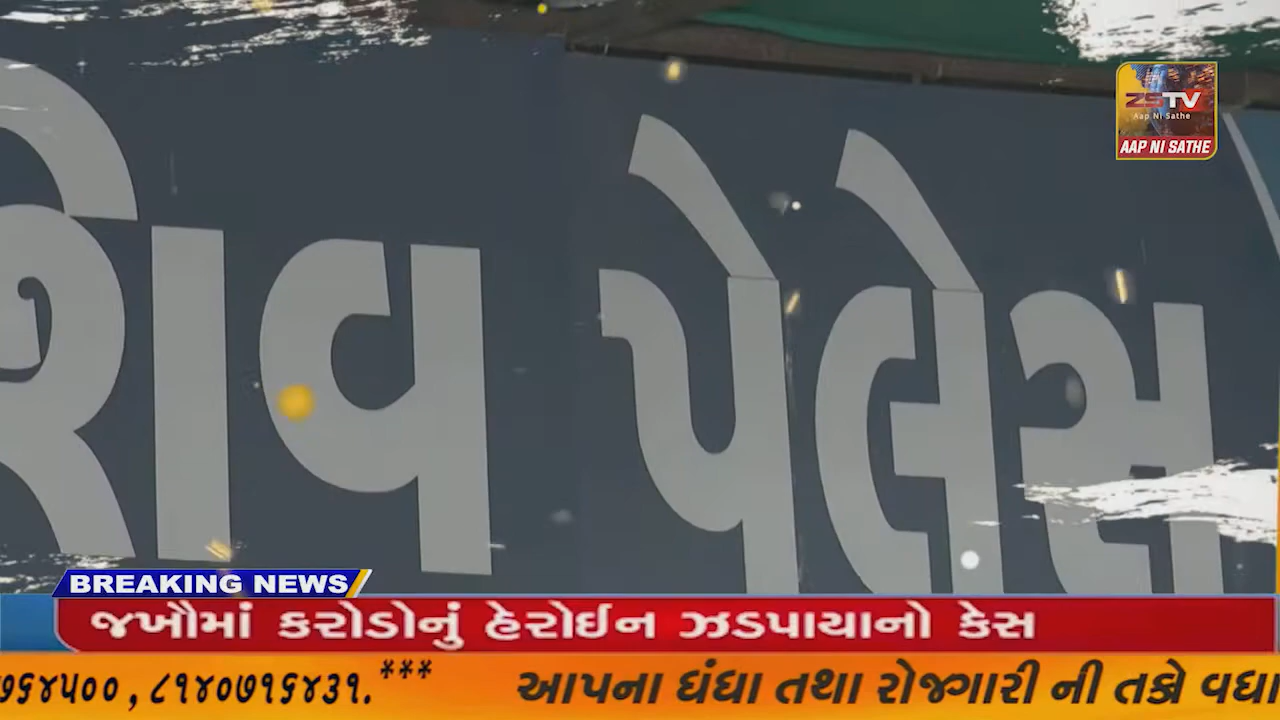 શિવ પેલેસ
ZSTV
Aap Ni Sathe
AAP NI SATHE
BREAKING NEWS
જખૌમાં કરોડોનું હેરોઈન ઝડપાયાનો કેસ
૭૬૪૫૦૦ , ૮૧૪૦૭૧૬૪૩૧.*** આપના ધંધા તથા રોજગારી ની તકો વધા